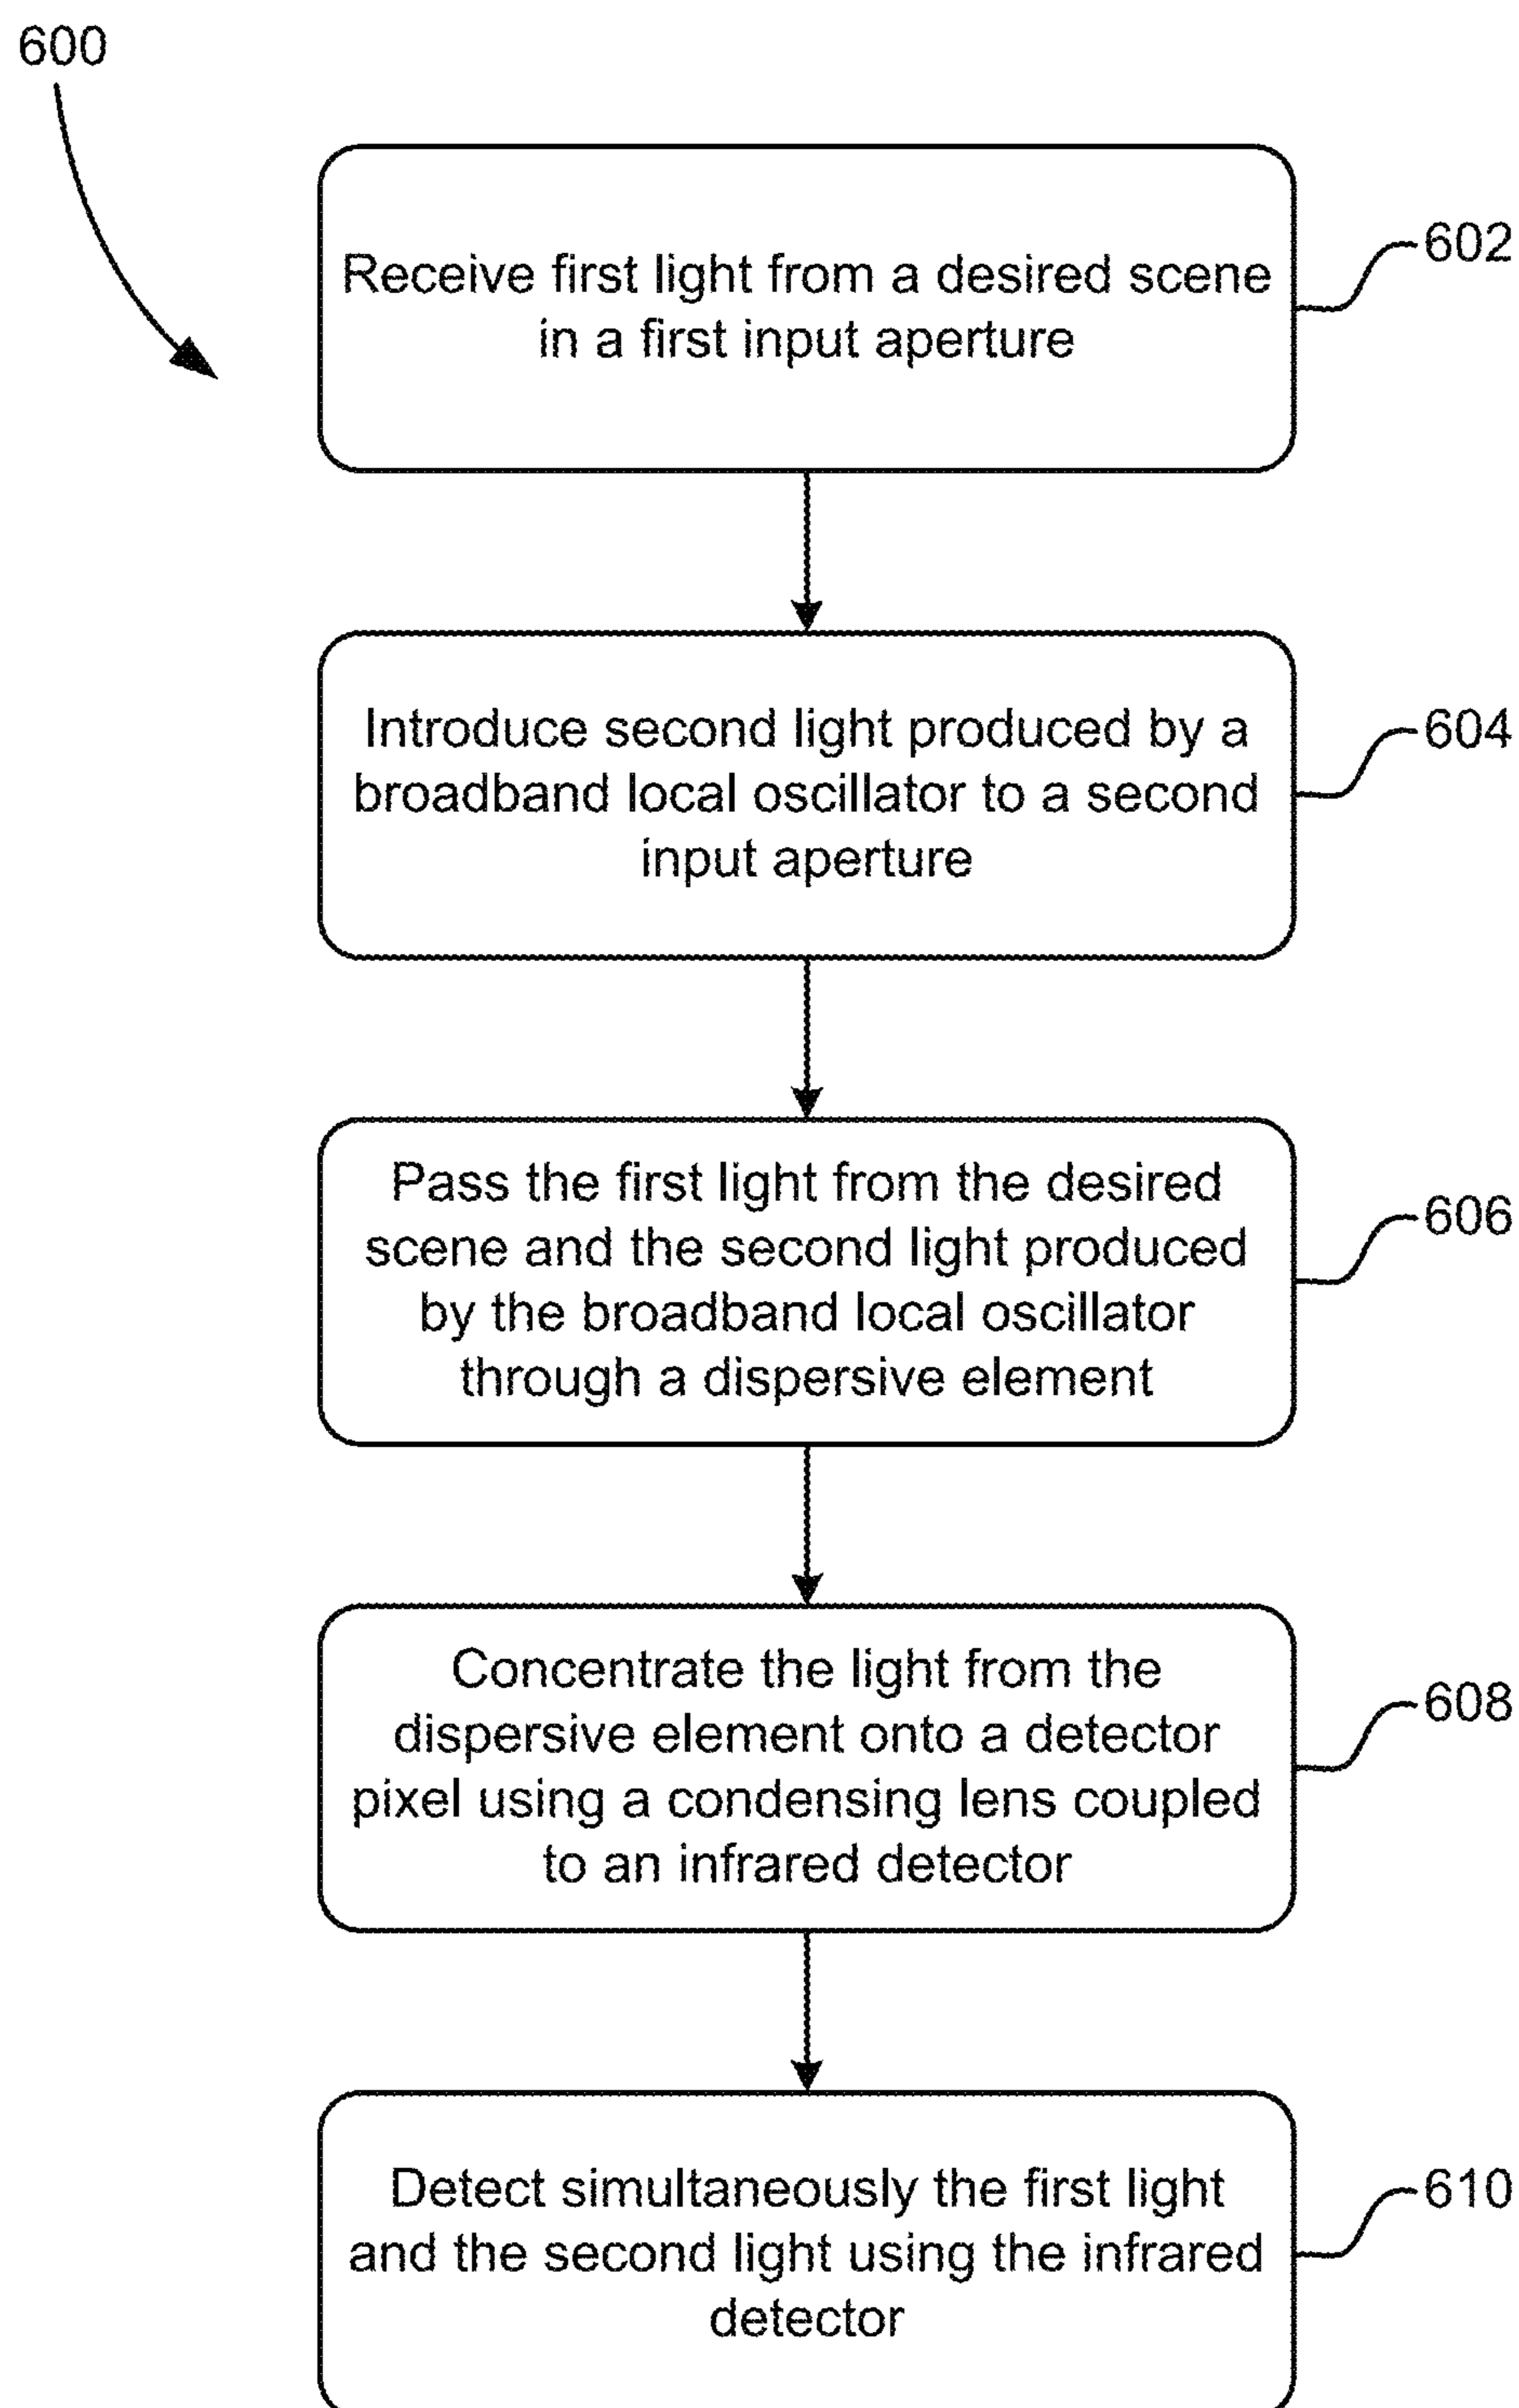 600
Receive first light from a desired scene
in a first input aperture
602
Introduce second light produced by a
broadband local oscillator to a second
input aperture
604
Pass the first light from the desired
scene and the second light produced
by the broadband local oscillator
through a dispersive element
606
Concentrate the light from the
dispersive element onto a detector
pixel using a condensing lens coupled
to an infrared detector
608
Detect simultaneously the first light
and the second light using the infrared
detector
610